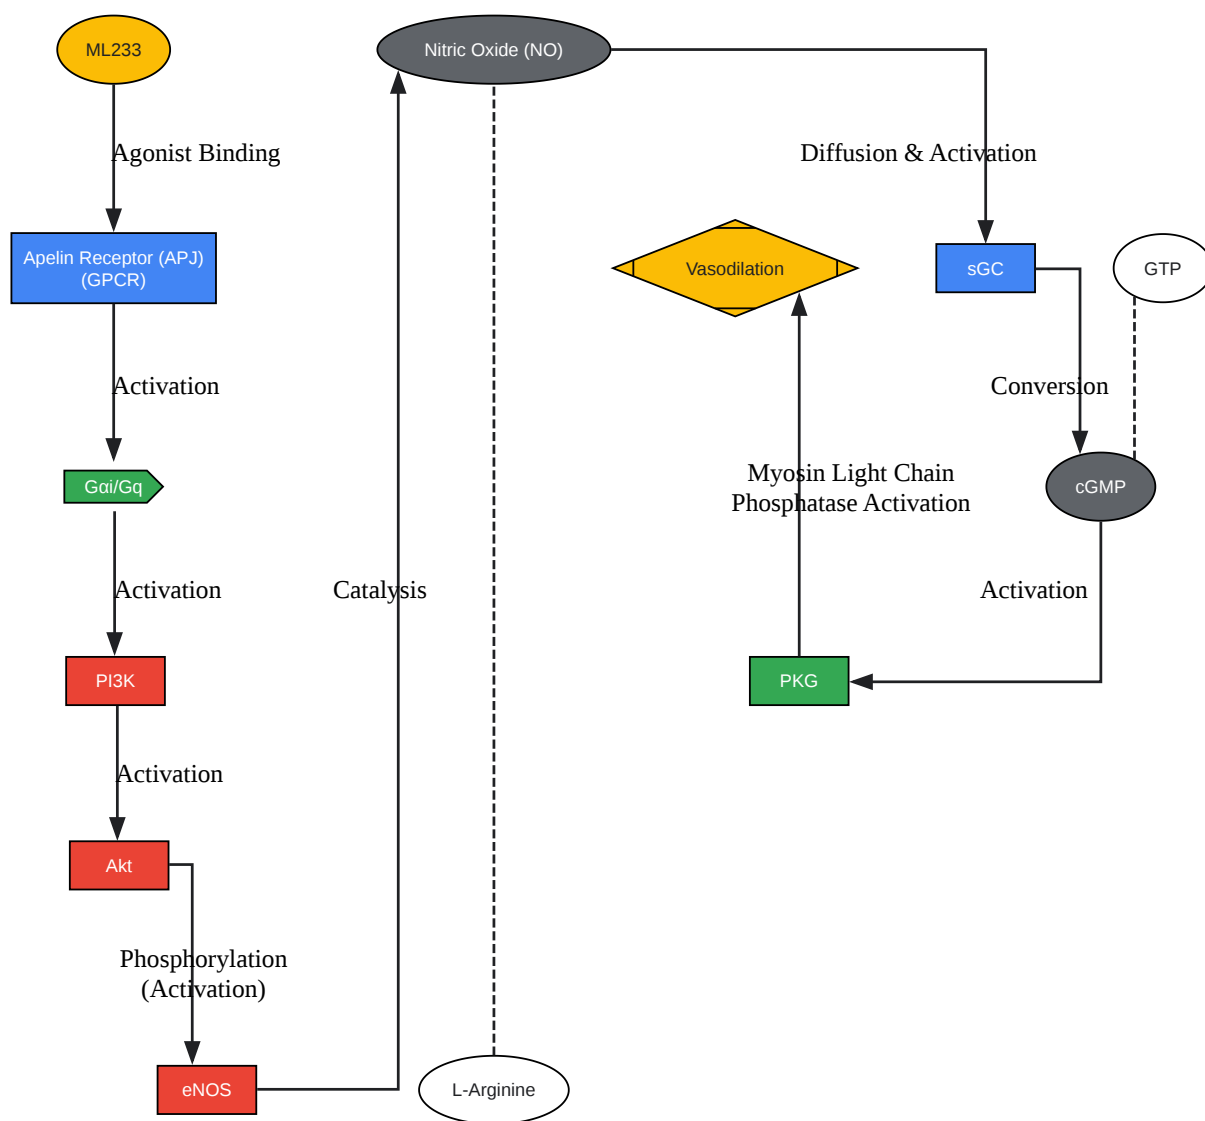 ML233
Agonist Binding
Apelin Receptor (APJ)
(GPCR)
Activation
Gαi/Gq
Activation
PI3K
Activation
Akt
Phosphorylation
(Activation)
eNOS
Catalysis
Nitric Oxide (NO)
L-Arginine
Diffusion & Activation
sGC
GTP
Conversion
cGMP
Activation
PKG
Myosin Light Chain
Phosphatase Activation
Vasodilation